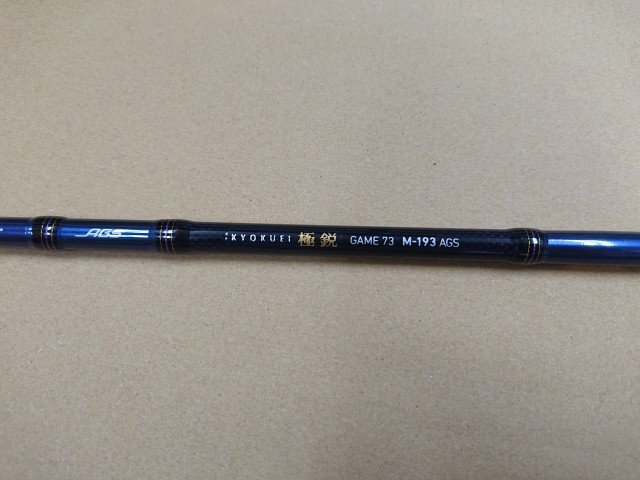 AGS
KYOKUEI 極鋭 GAME 73 M-193 AGS